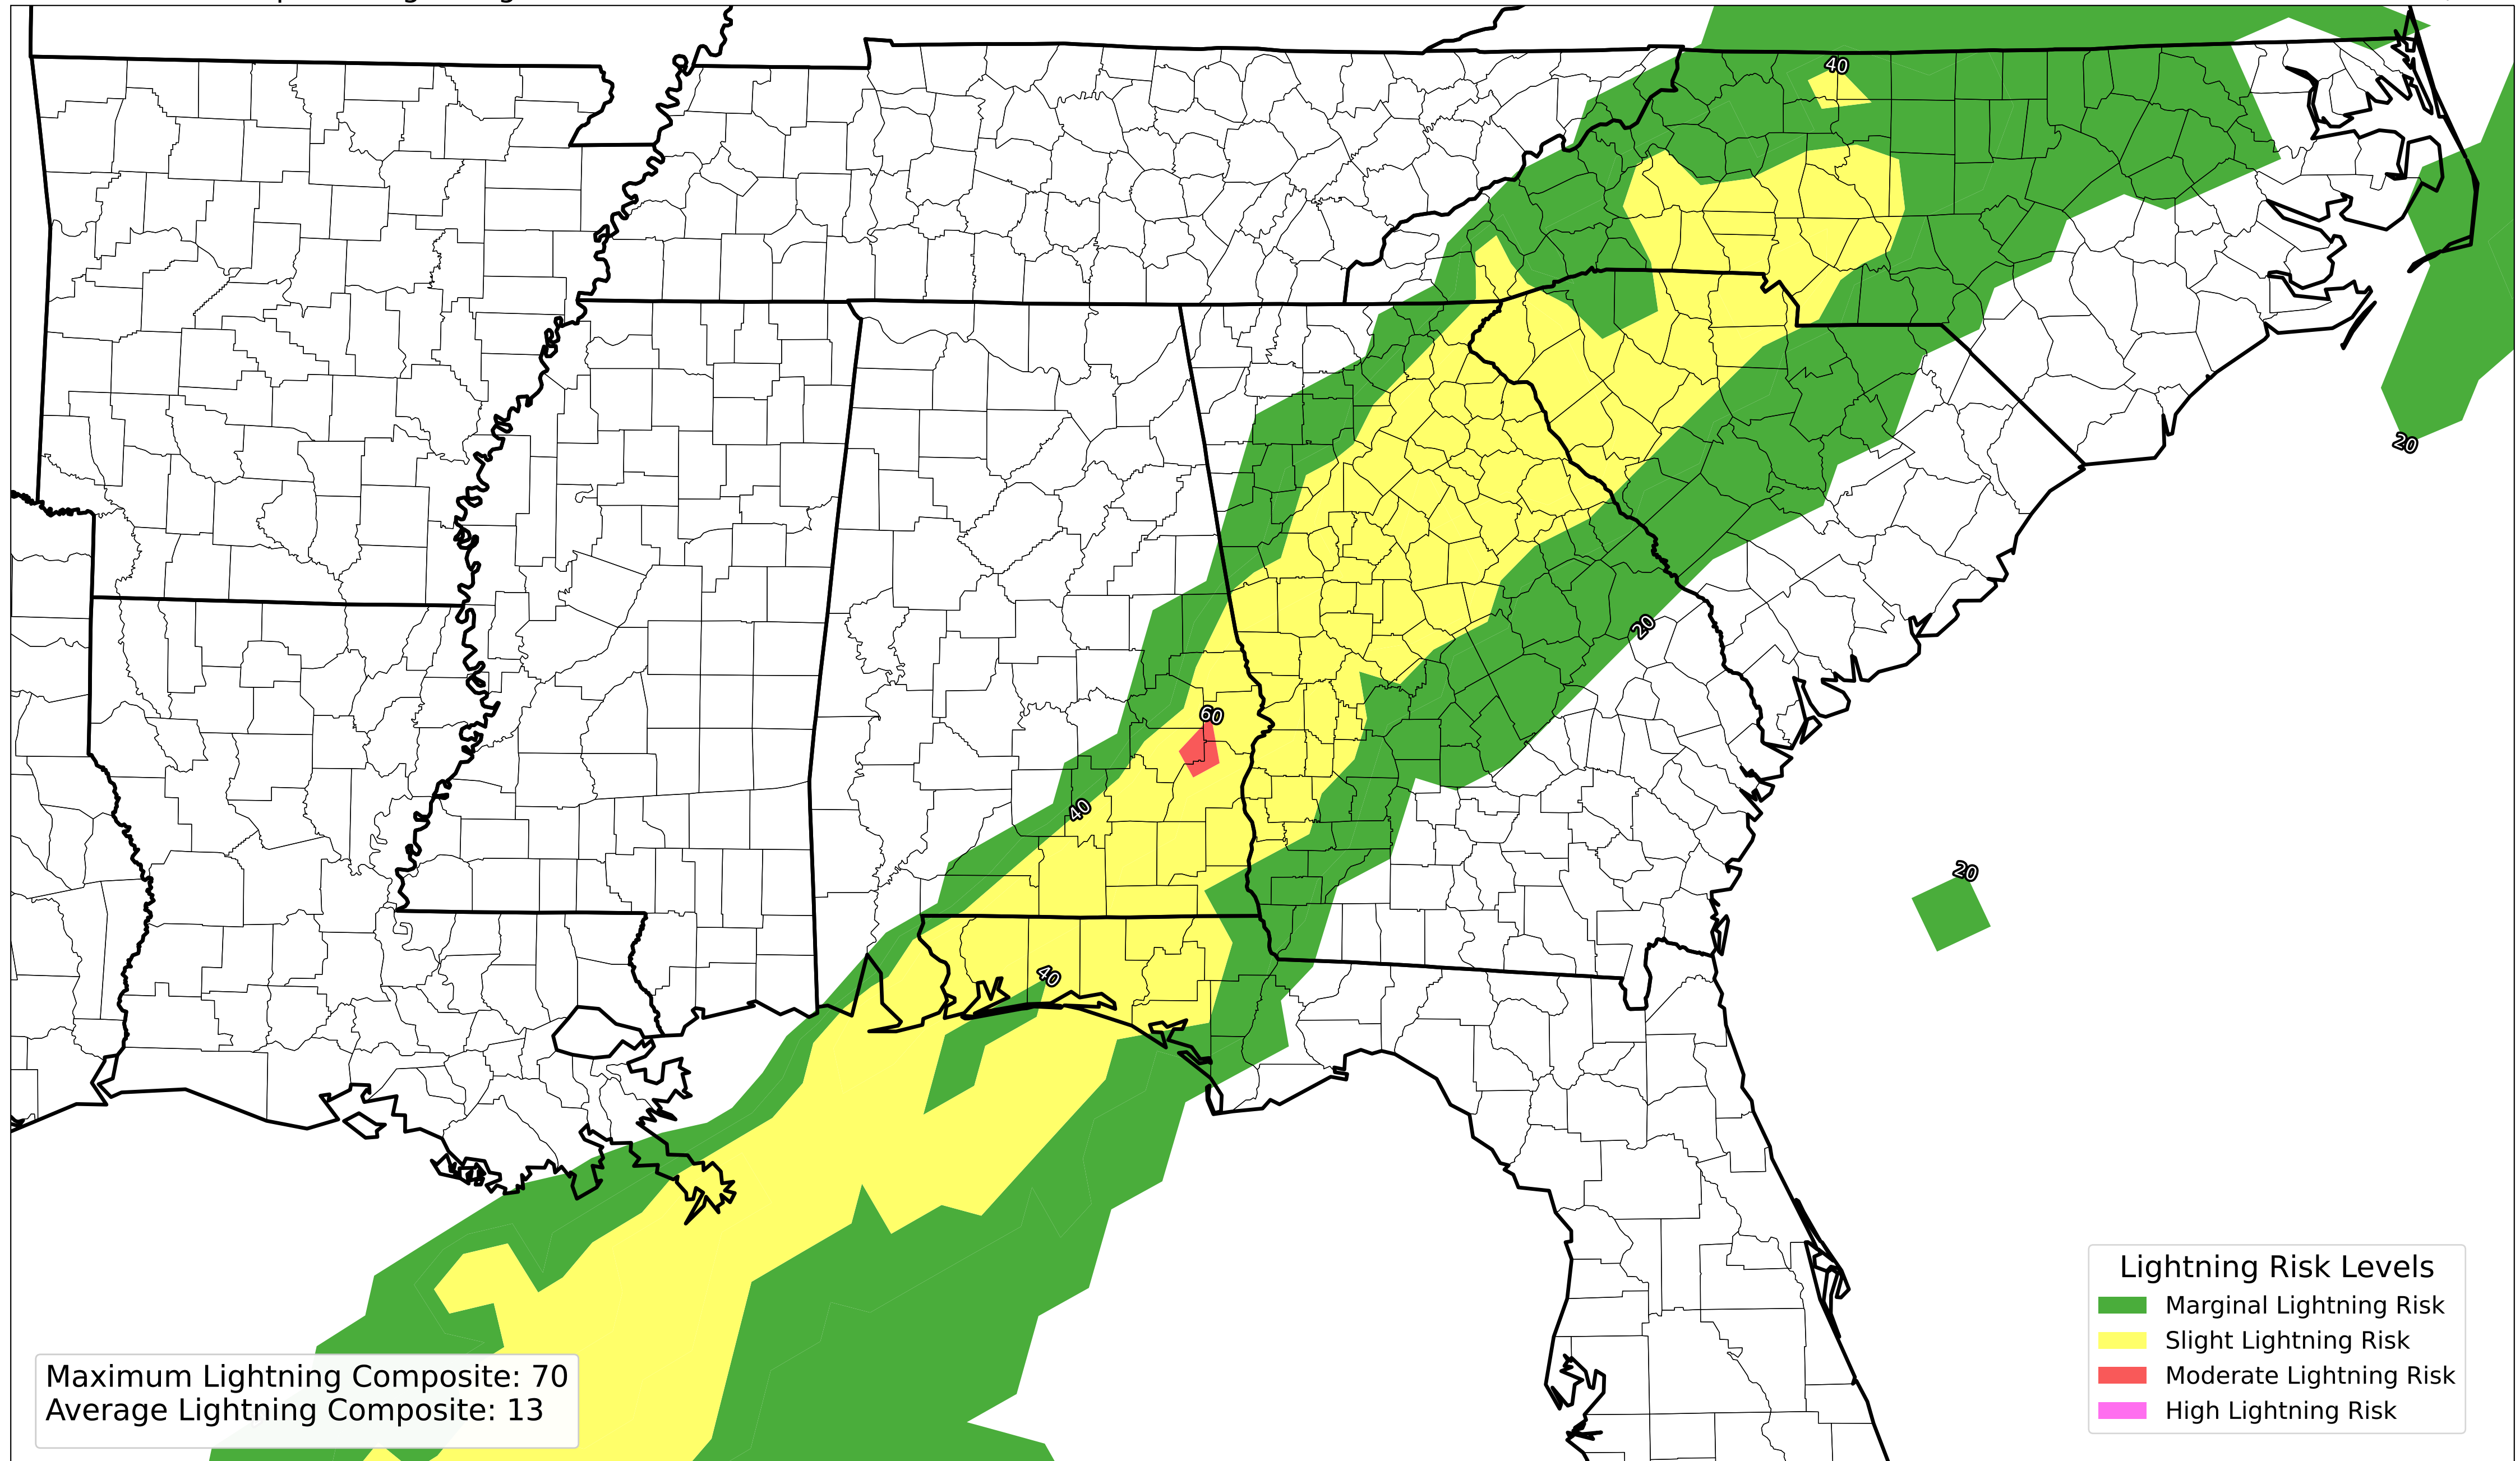 40
20
20
60
40
20
40
Lightning Risk Levels
Marginal Lightning Risk
Slight Lightning Risk
Moderate Lightning Risk
High Lightning Risk
Maximum Lightning Composite: 70
Average Lightning Composite: 13